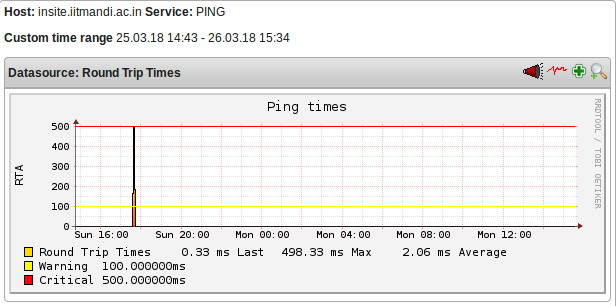 Host: insite.iitmandi.ac.in Service: PING
Custom time range 25.03.18 14:43 - 26.03.18 15:34
Datasource: Round Trip Times
Ping times
RRDTOOL / TOBI OETIKER
RTA
500
400
300
200
100
0
Sun 16:00 Sun 20:00 Mon 00:00 Mon 04:00 Mon 08:00 Mon 12:00
Round Trip Times 0.33 ms Last 498.33 ms Max 2.06 ms Average
Warning 100.000000ms
Critical 500.000000ms